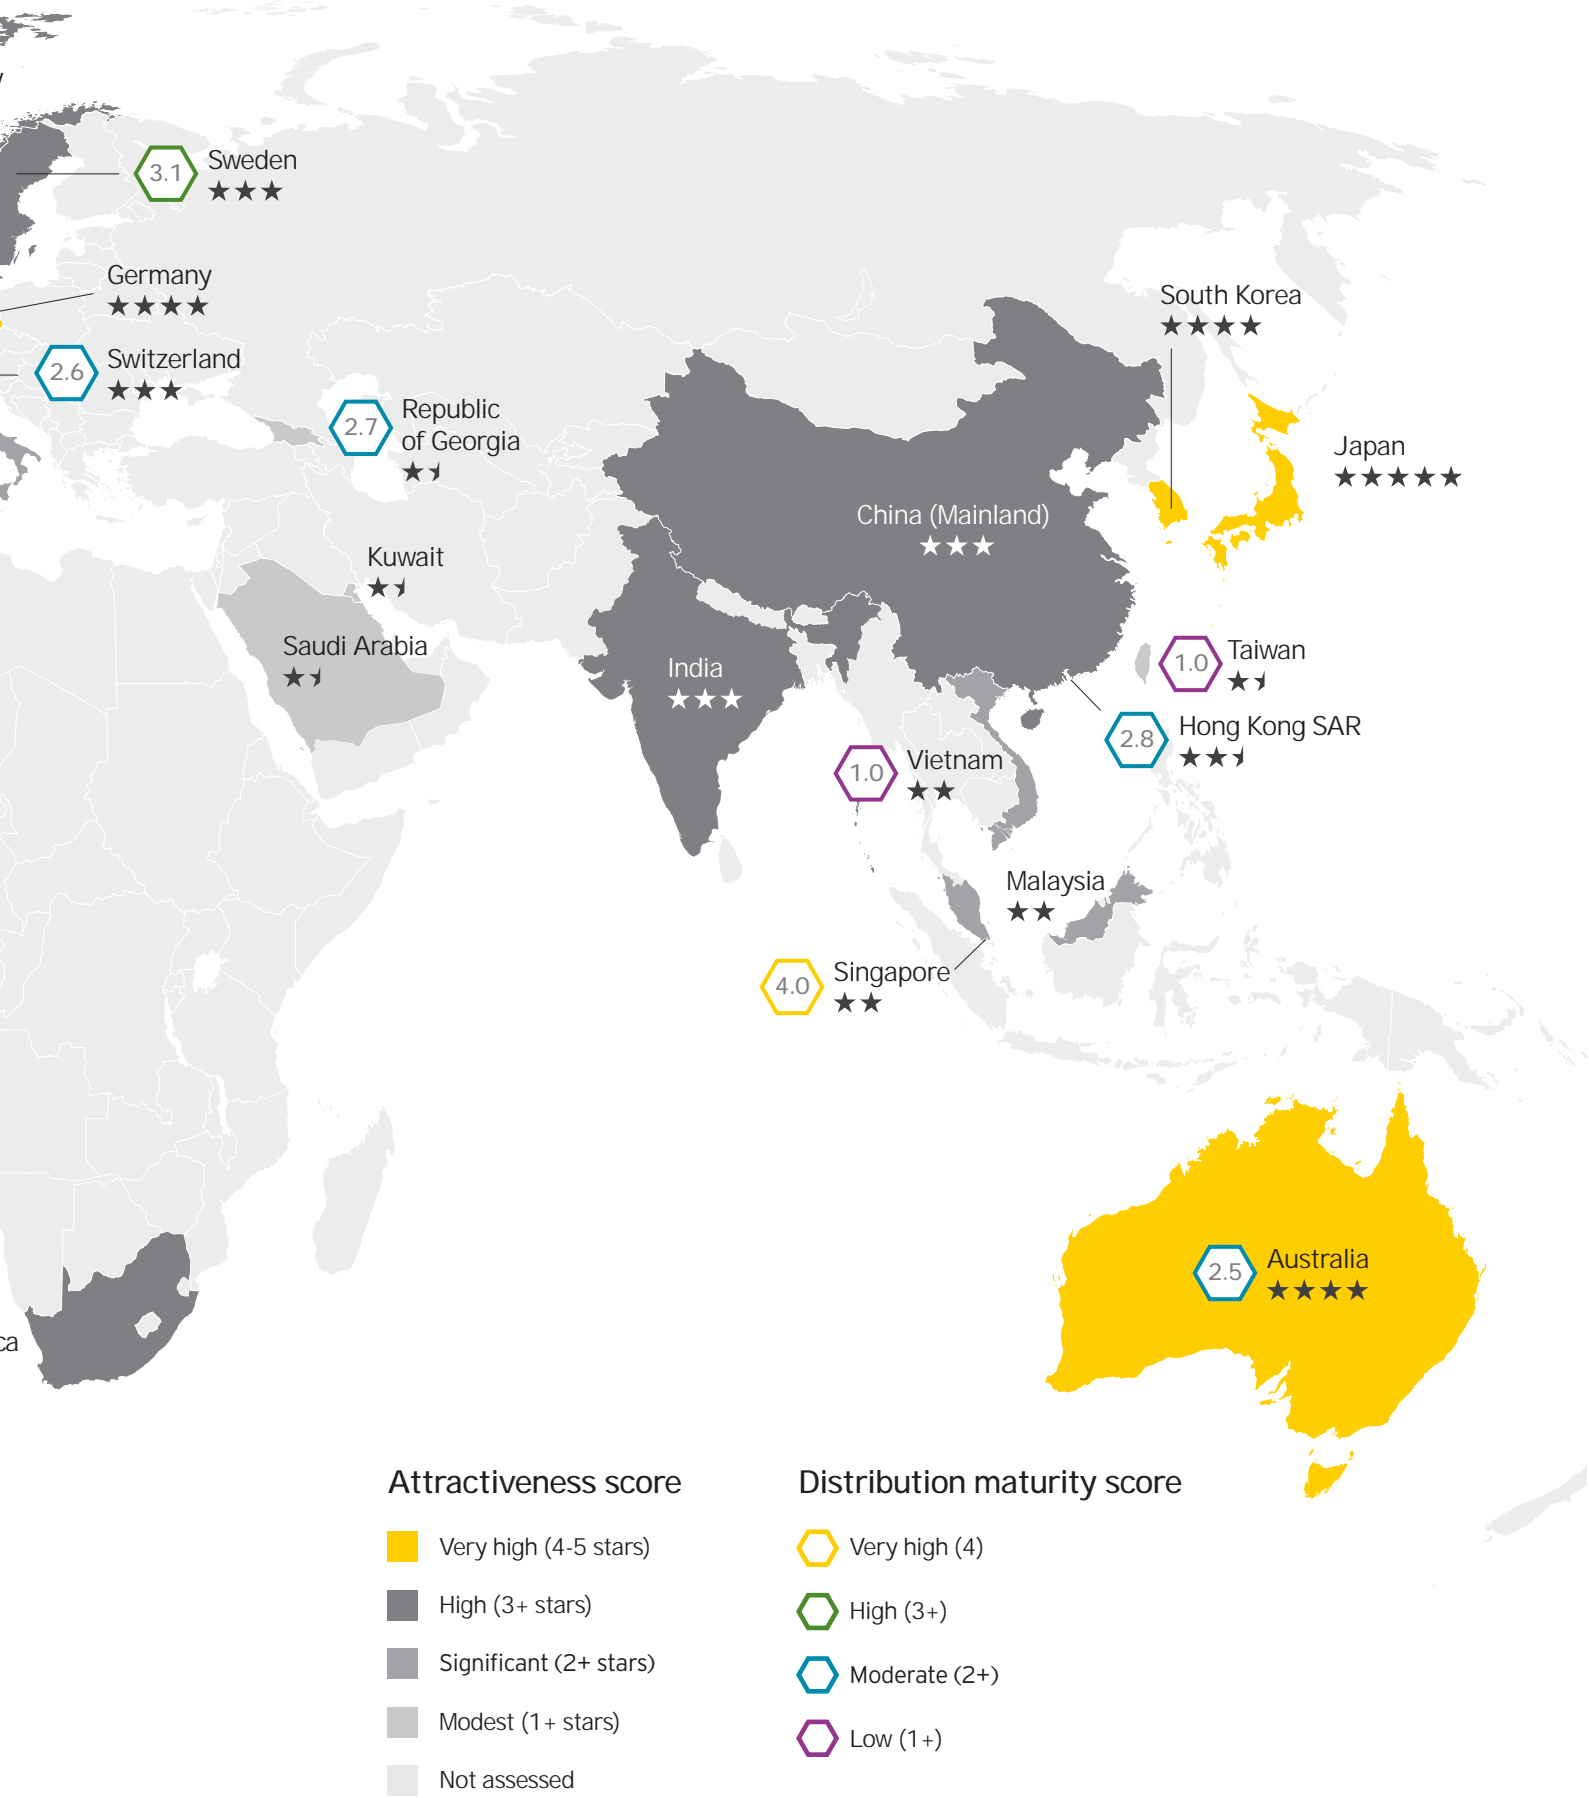 3.1
Sweden
★★★
Germany
★★★★
South Korea
★★★★
2.6
Switzerland
★★★
2.7
Republic
of Georgia
Japan
★★★★★
China (Mainland)
★★★
Kuwait
Saudi Arabia
India
★★★
1.0
Taiwan
2.8
Hong Kong SAR
1.0
Vietnam
★★
Malaysia
★★
4.0
Singapore
★★
2.5
Australia
★★★★
ca
Attractiveness score
Very high (4-5 stars)
High (3+ stars)
Significant (2+ stars)
Modest (1+ stars)
Not assessed
Distribution maturity score
Very high (4)
High (3+)
Moderate (2+)
Low (1+)